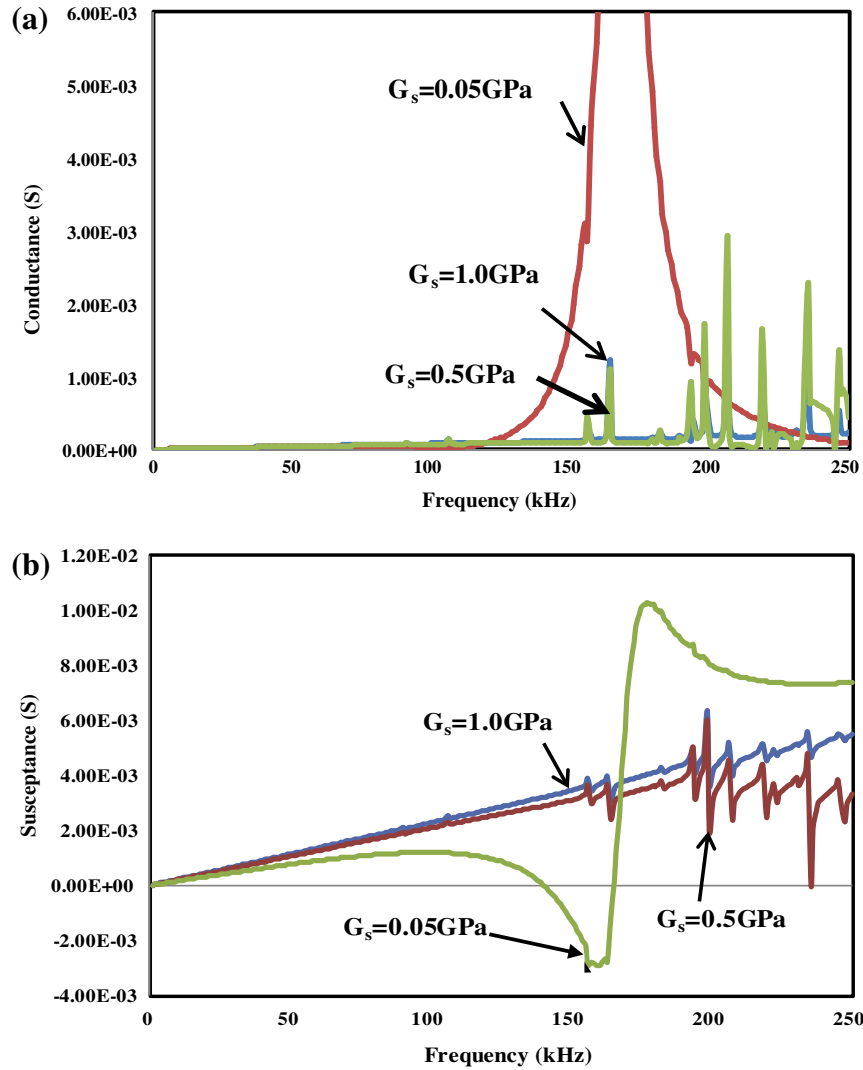 (a)
6.00E-03
5.00E-03
4.00E-03
3.00E-03
2.00E-03
1.00E-03
0.00E+00
Conductance (S)
Gs=0.05GPa
Gs=1.0GPa
Gs=0.5GPa
0 50 100 150 200 250
Frequency (kHz)
(b)
1.20E-02
1.00E-02
8.00E-03
6.00E-03
4.00E-03
2.00E-03
0.00E+00
-2.00E-03
-4.00E-03
Susceptance (S)
Gs=1.0GPa
Gs=0.05GPa
Gs=0.5GPa
0 50 100 150 200 250
Frequency (kHz)